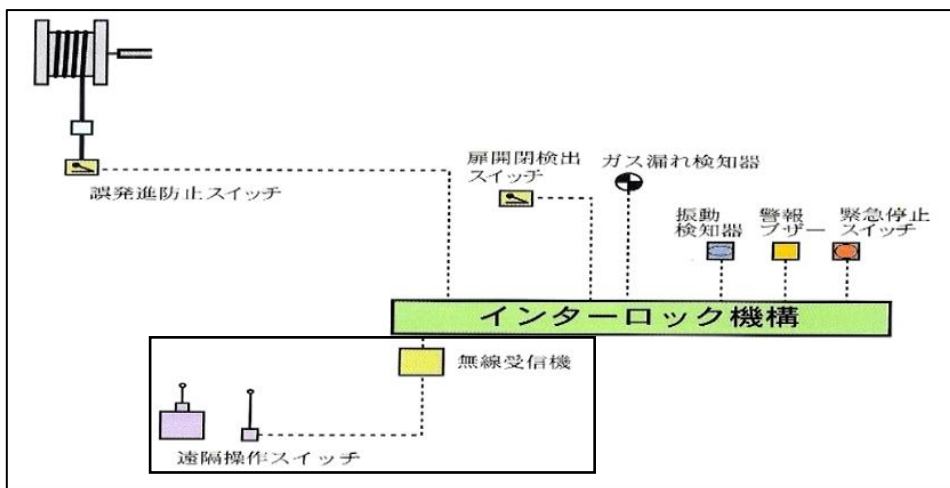 誤発進防止スイッチ
扉開閉検出
スイッチ
ガス漏れ検知器
振動
検知器
警報
ブザー
緊急停止
スイッチ
インターロック機構
無線受信機
遠隔操作スイッチ